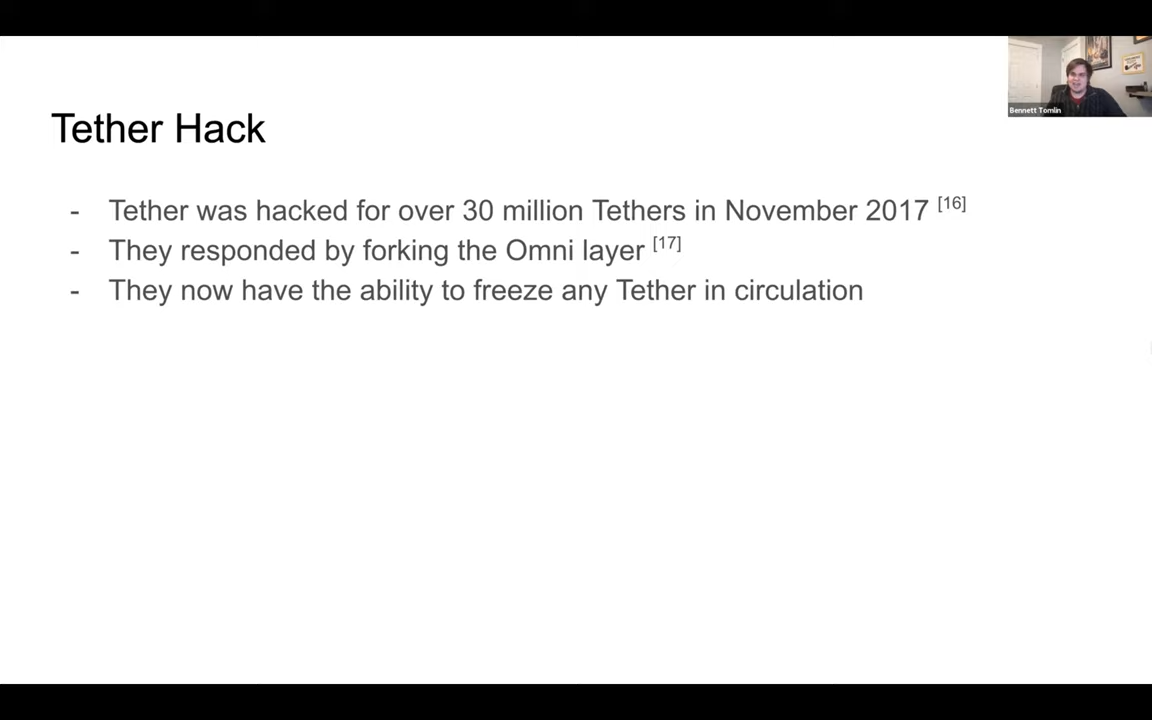 Bennett Tomlin
Tether Hack
- Tether was hacked for over 30 million Tethers in November 2017 [16]
- They responded by forking the Omni layer [17]
- They now have the ability to freeze any Tether in circulation